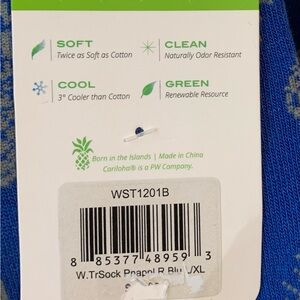 SOFT
Twice as Soft as Cotton
CLEAN
Naturally Odor Resistant
COOL
3° Cooler than Cotton
GREEN
Renewable Resource
Born in the Islands | Made in China
Cariloha® is a PW Company.
WST1201B
8 85377 48959 3
W.TrSock Pneappl R.Blu L/XL